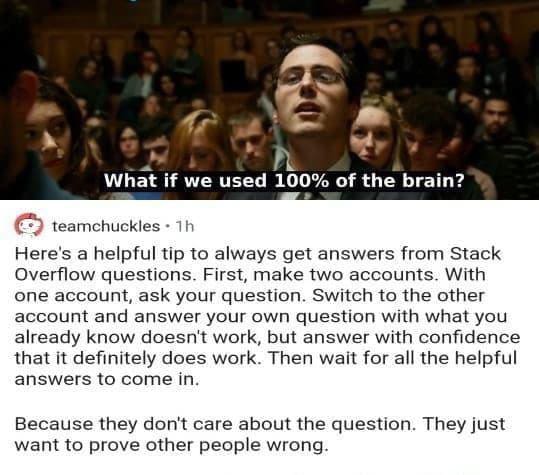 What if we used 100% of the brain?
teamchuckles • 1h
Here's a helpful tip to always get answers from Stack
Overflow questions. First, make two accounts. With
one account, ask your question. Switch to the other
account and answer your own question with what you
already know doesn't work, but answer with confidence
that it definitely does work. Then wait for all the helpful
answers to come in.
Because they don't care about the question. They just
want to prove other people wrong.